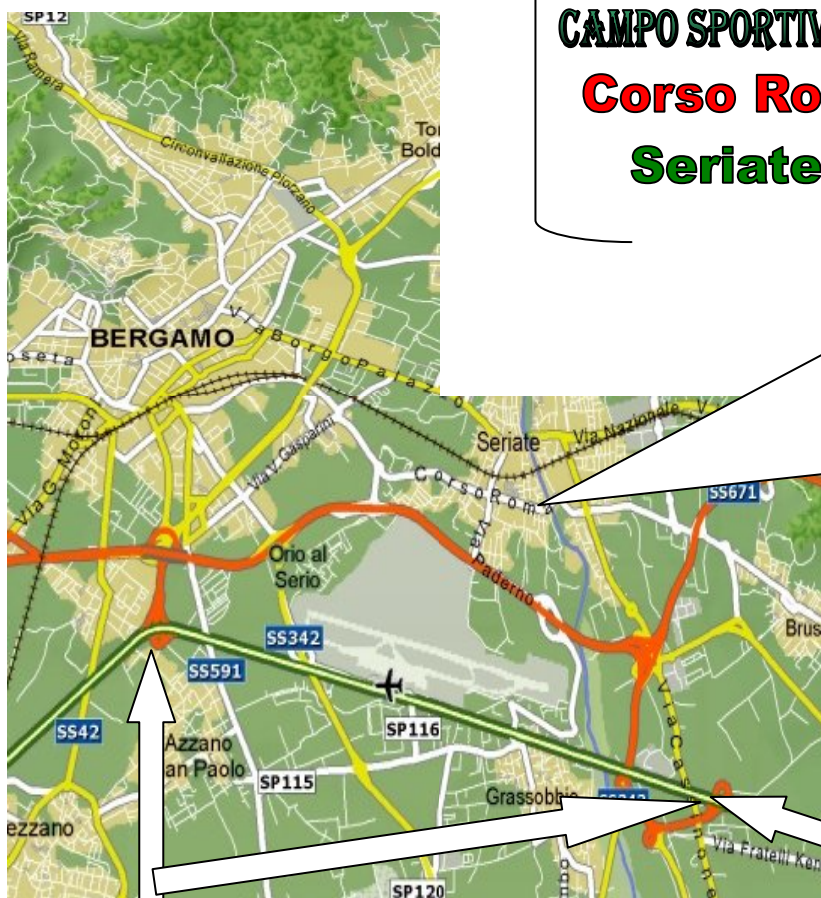 SP12
CAMPO SPORTIV
Corso Ro
Seriate
Via Ramera
Tor
Bold
Circonvallazione Plorzano
BERGAMO
Via Borgo Palazzo
oseta
Via G. Moroni
Via V. Gasparini
Seriate
Via Nazionale
Corso Roma
SS671
Via Paderno
Orio al
Serio
SS342
Brus
SS591
SS42
SP116
Azzano
an Paolo
SP115
Grassobbio
ezzano
Via Fratelli Ken
SP120